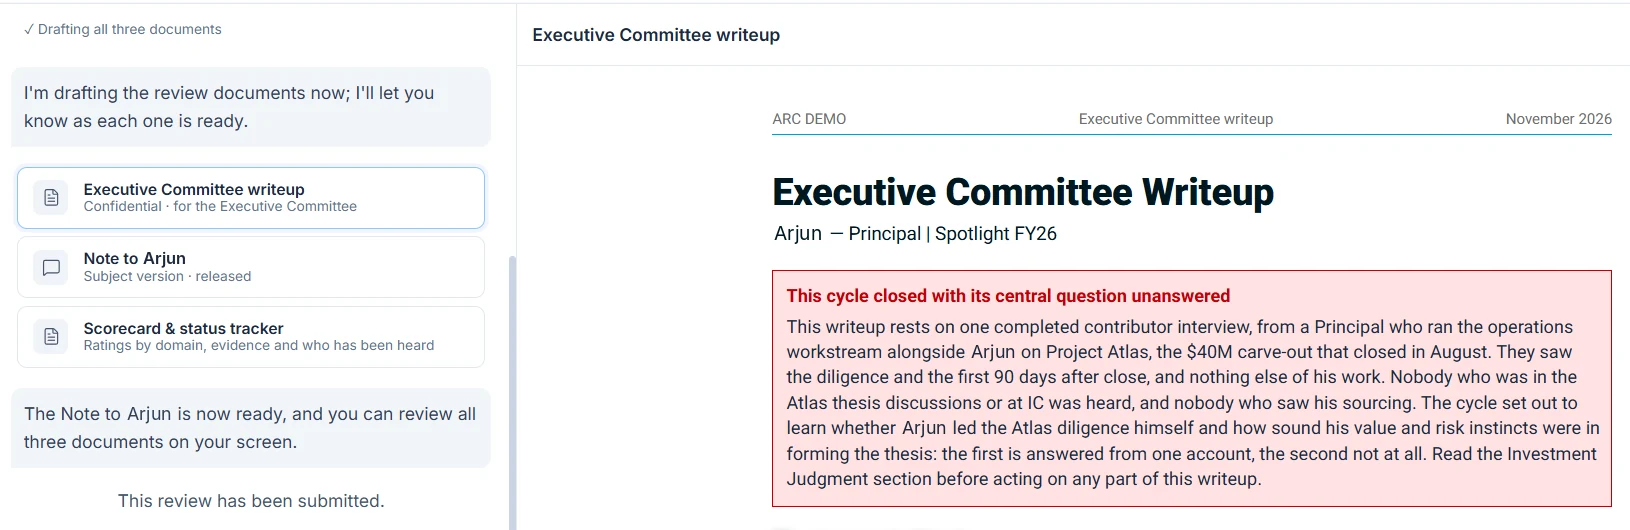 ✓ Drafting all three documents
I'm drafting the review documents now; I'll let you
know as each one is ready.
Executive Committee writeup
Confidential · for the Executive Committee
Note to Arjun
Subject version · released
Scorecard & status tracker
Ratings by domain, evidence and who has been heard
The Note to Arjun is now ready, and you can review all
three documents on your screen.
This review has been submitted.
Executive Committee writeup
ARC DEMO
Executive Committee writeup
November 2026
Executive Committee Writeup
Arjun — Principal | Spotlight FY26
This cycle closed with its central question unanswered
This writeup rests on one completed contributor interview, from a Principal who ran the operations
workstream alongside Arjun on Project Atlas, the $40M carve-out that closed in August. They saw
the diligence and the first 90 days after close, and nothing else of his work. Nobody who was in the
Atlas thesis discussions or at IC was heard, and nobody who saw his sourcing. The cycle set out to
learn whether Arjun led the Atlas diligence himself and how sound his value and risk instincts were in
forming the thesis: the first is answered from one account, the second not at all. Read the Investment
Judgment section before acting on any part of this writeup.